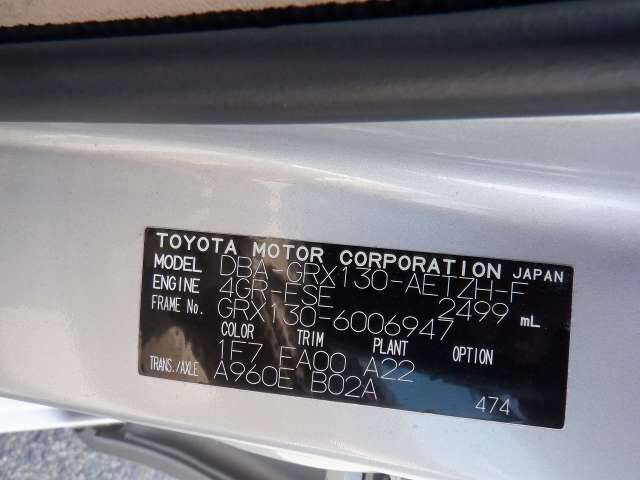 TOYOTA MOTOR CORPORATION JAPAN
MODEL DBA-GRX130-AETZH-F
ENGINE 4GR-FSE 2499 mL
FRAME No. GRX130-6006947
COLOR TRIM PLANT OPTION
1F7 FA00 A22
TRANS./AXLE A960E B02A
474